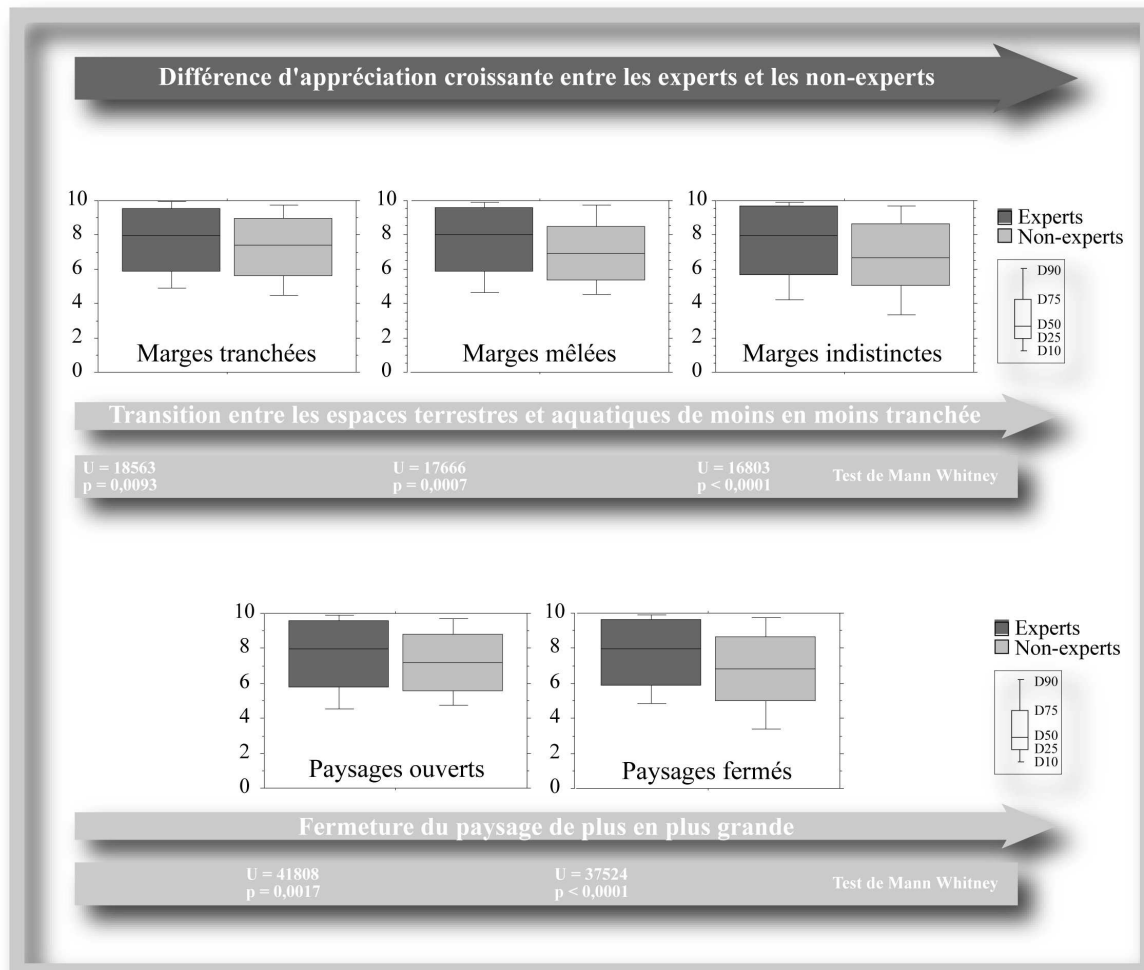 Différence d'appréciation croissante entre les experts et les non-experts
10
8
6
4
2
0
Marges tranchées
10
8
6
4
2
0
Marges mêlées
10
8
6
4
2
0
Marges indistinctes
Experts
Non-experts
D90
D75
D50
D25
D10
Transition entre les espaces terrestres et aquatiques de moins en moins tranchée
U = 18563
p = 0,0093
U = 17666
p = 0,0007
U = 16803
p < 0,0001
Test de Mann Whitney
10
8
6
4
2
0
Paysages ouverts
10
8
6
4
2
0
Paysages fermés
Experts
Non-experts
D90
D75
D50
D25
D10
Fermeture du paysage de plus en plus grande
U = 41808
p = 0,0017
U = 37524
p < 0,0001
Test de Mann Whitney